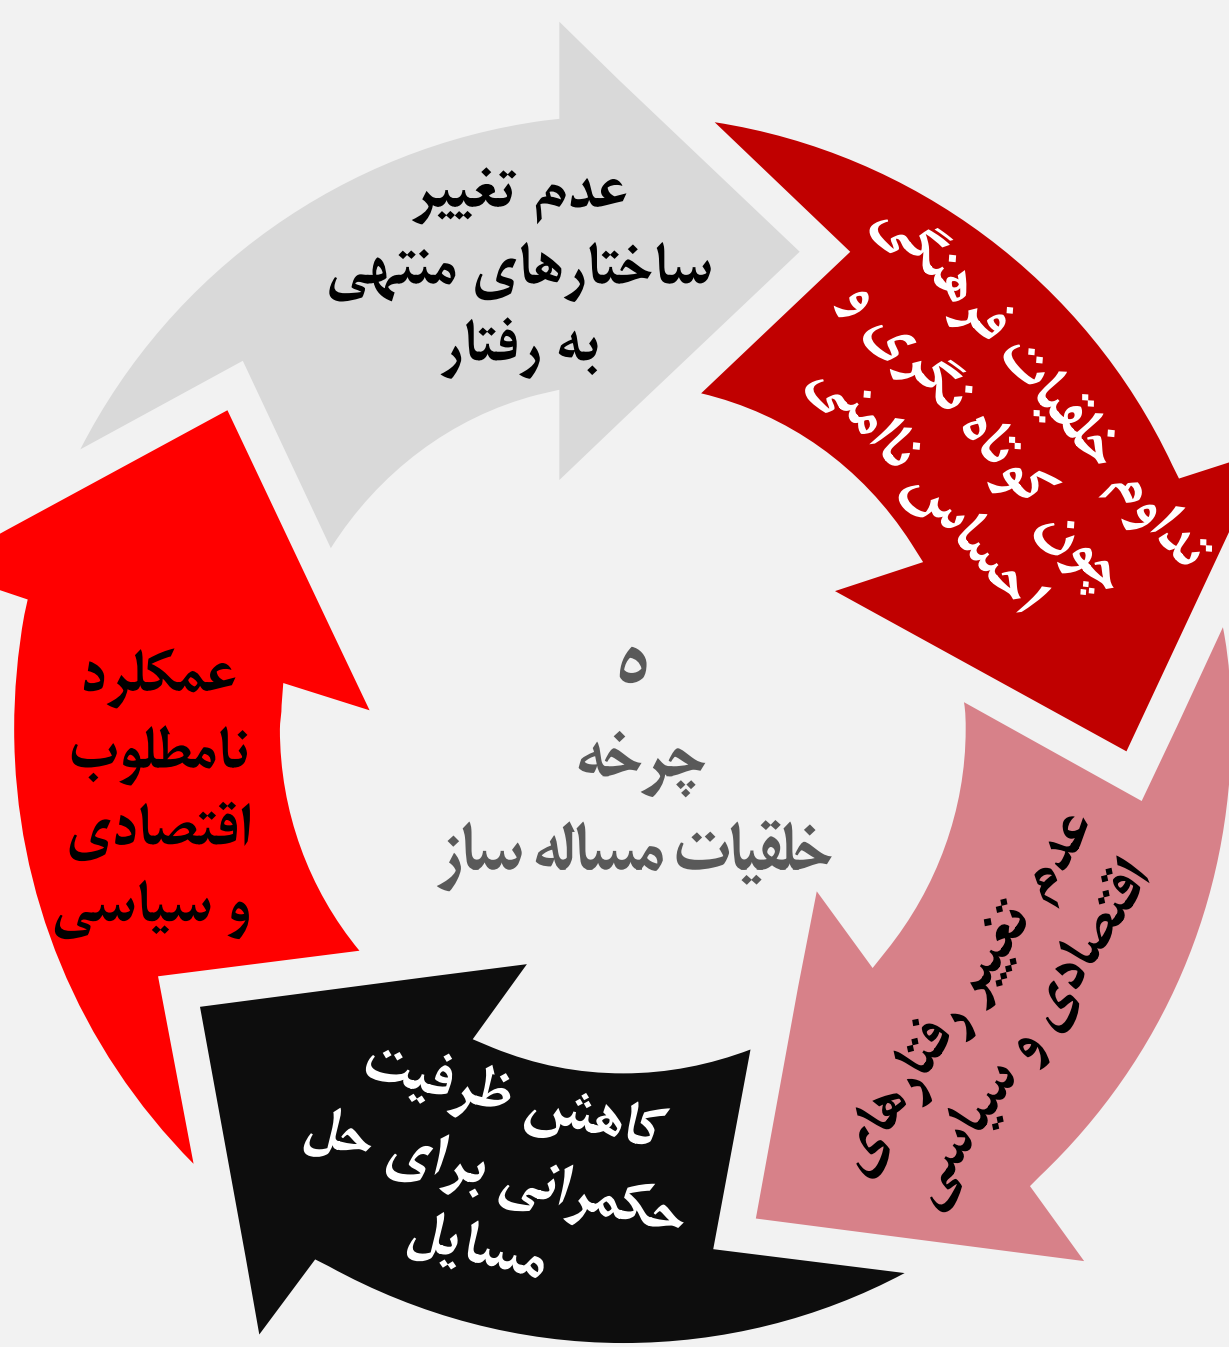 عدم تغییر
ساختارهای منتهی
به رفتار
تداوم خلقیات فرهنگی
چون کوتاه نگری و
احساس ناامنی
عدم تغییر رفتارهای
اقتصادی و سیاسی
کاهش ظرفیت
حکمرانی برای حل
مسایل
عمکلرد
نامطلوب
اقتصادی
و سیاسی
۵
چرخه
خلقیات مساله ساز